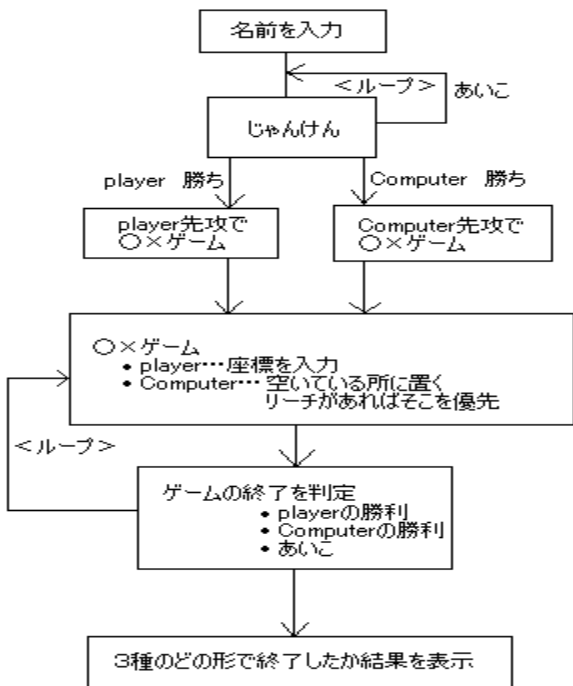 名前を入力
＜ループ＞
あいこ
じゃんけん
player 勝ち
Computer 勝ち
player先攻で
○×ゲーム
Computer先攻で
○×ゲーム
○×ゲーム
• player…座標を入力
• Computer…空いている所に置く
リーチがあればそこを優先
＜ループ＞
ゲームの終了を判定
• playerの勝利
• Computerの勝利
• あいこ
３種のどの形で終了したか結果を表示